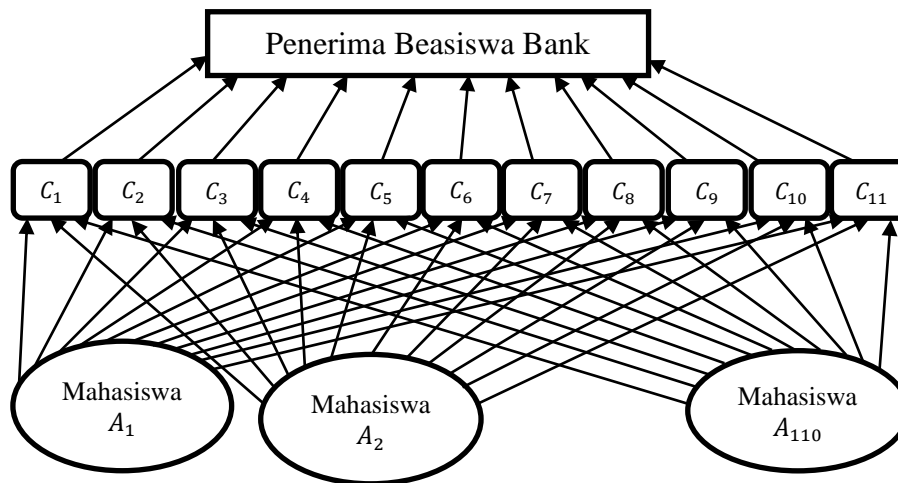 Penerima Beasiswa Bank
C₁ C₂ C₃ C₄ C₅ C₆ C₇ C₈ C₉ C₁₀ C₁₁
Mahasiswa
A₁
Mahasiswa
A₂
Mahasiswa
A₁₁₀